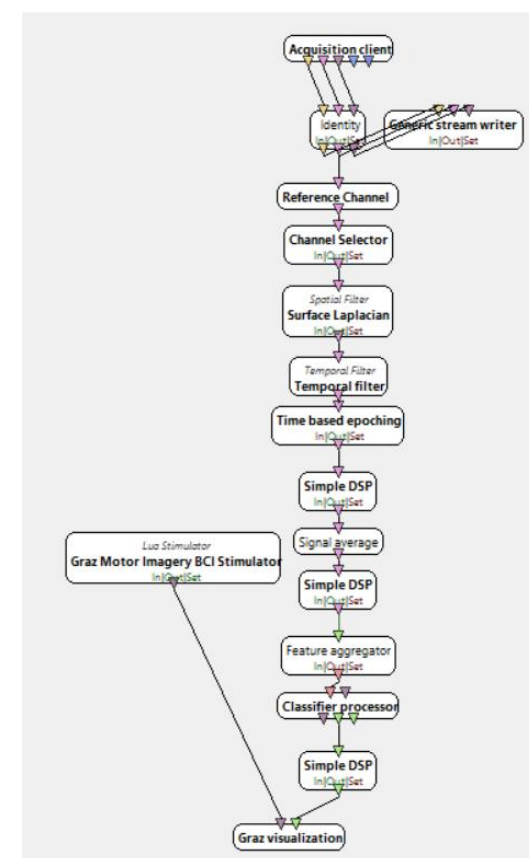 Acquisition client
Identity
In|Out|Set
Generic stream writer
In|Out|Set
Reference Channel
Channel Selector
In|Out|Set
Spatial Filter
Surface Laplacian
In|Out|Set
Temporal Filter
Temporal filter
Time based epoching
In|Out|Set
Simple DSP
In|Out|Set
Signal average
Lua Stimulator
Graz Motor Imagery BCI Stimulator
In|Out|Set
Simple DSP
In|Out|Set
Feature aggregator
In|Out|Set
Classifier processor
Simple DSP
In|Out|Set
Graz visualization